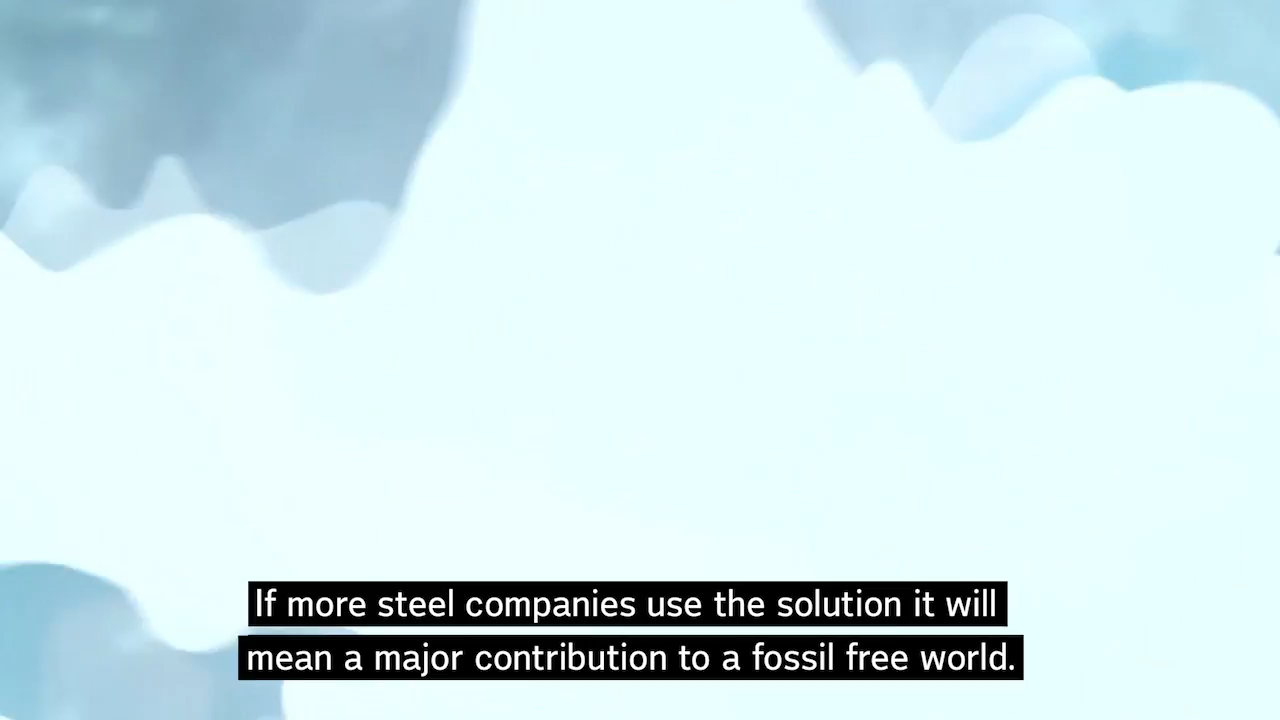 If more steel companies use the solution it will
mean a major contribution to a fossil free world.